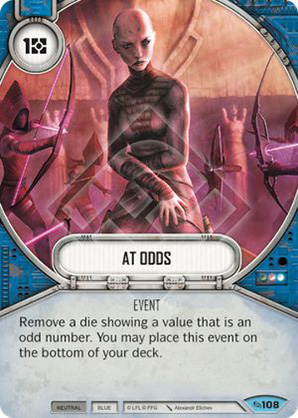 1
AT ODDS
EVENT
Remove a die showing a value that is an
odd number. You may place this event on
the bottom of your deck.
NEUTRAL BLUE © LFL © FFG Alexandr Elichev 108